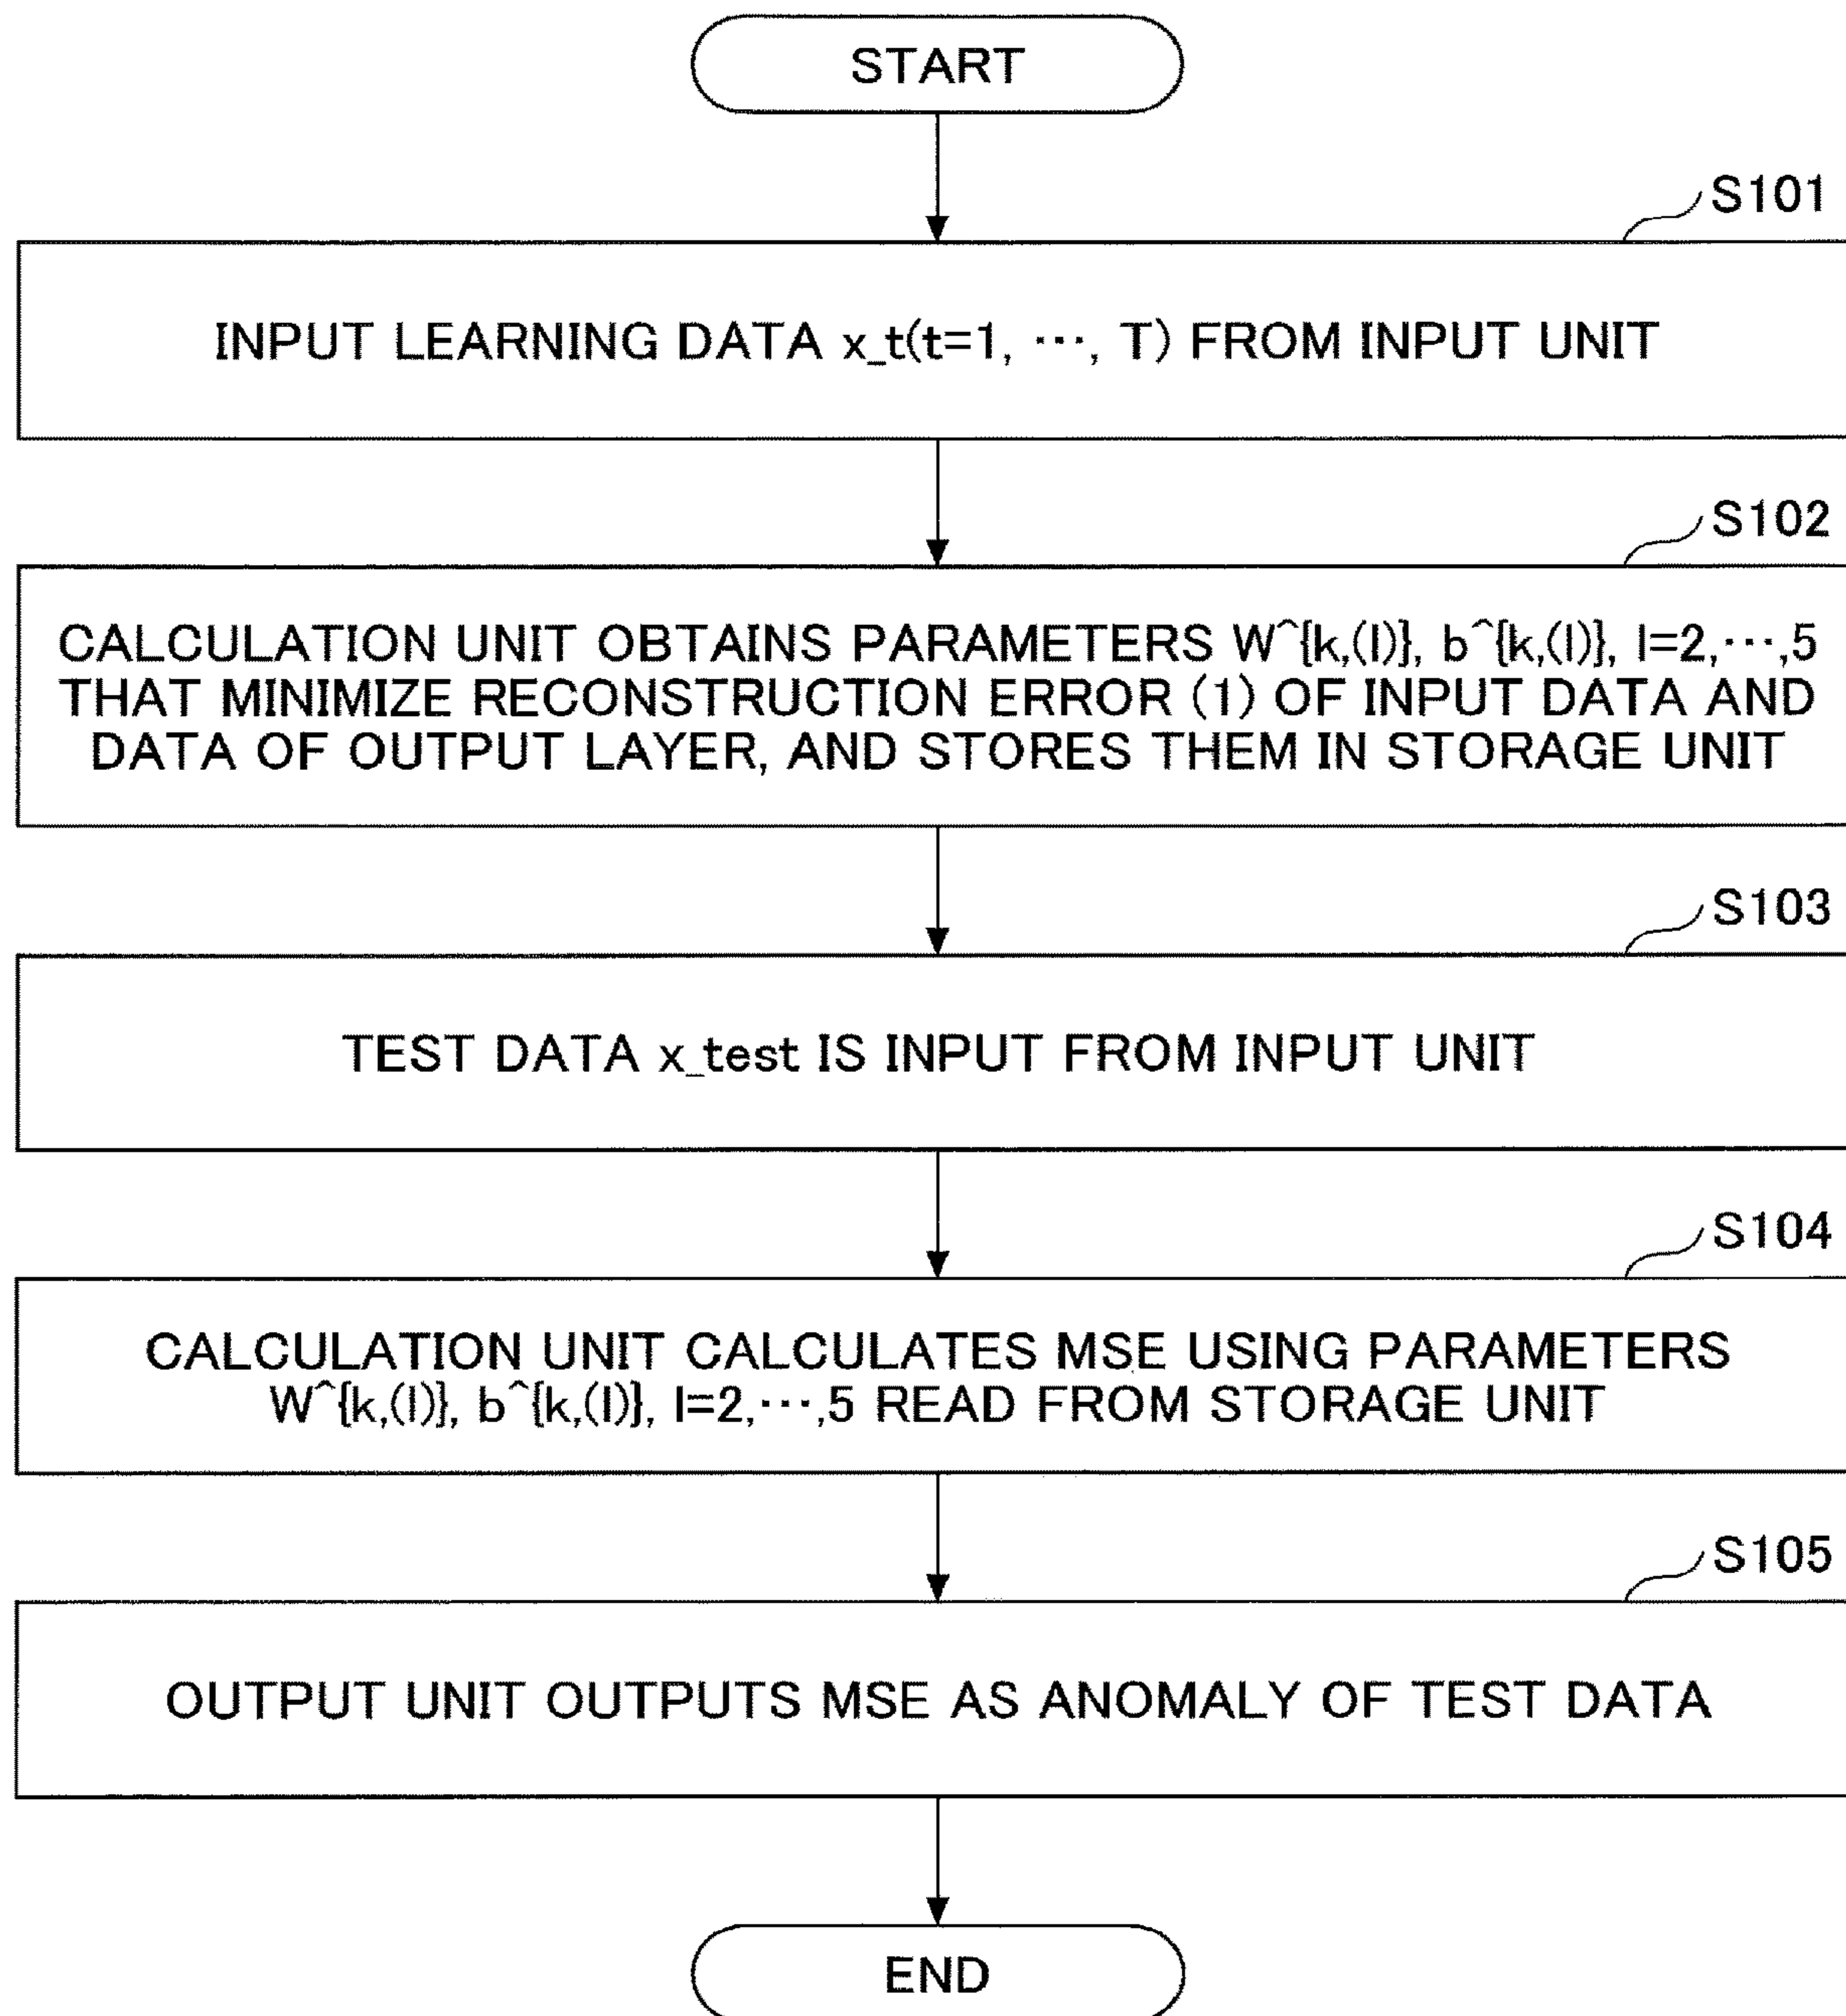 START
S101
INPUT LEARNING DATA x_t(t=1, ⋯, T) FROM INPUT UNIT
S102
CALCULATION UNIT OBTAINS PARAMETERS W^{k,(l)}, b^{k,(l)}, l=2,⋯,5
THAT MINIMIZE RECONSTRUCTION ERROR (1) OF INPUT DATA AND
DATA OF OUTPUT LAYER, AND STORES THEM IN STORAGE UNIT
S103
TEST DATA x_test IS INPUT FROM INPUT UNIT
S104
CALCULATION UNIT CALCULATES MSE USING PARAMETERS
W^{k,(l)}, b^{k,(l)}, l=2,⋯,5 READ FROM STORAGE UNIT
S105
OUTPUT UNIT OUTPUTS MSE AS ANOMALY OF TEST DATA
END